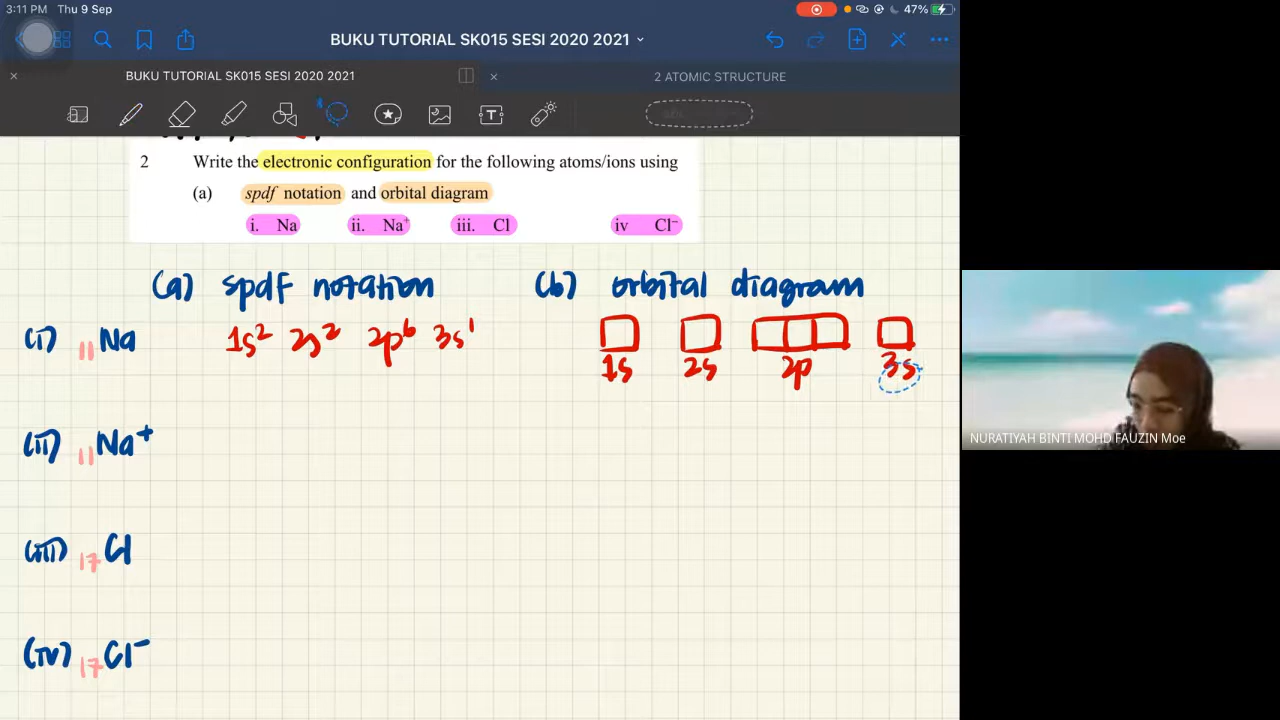 3:11 PM Thu 9 Sep
47%
BUKU TUTORIAL SK015 SESI 2020 2021
BUKU TUTORIAL SK015 SESI 2020 2021
2 ATOMIC STRUCTURE
2 Write the electronic configuration for the following atoms/ions using
(a) spdf notation and orbital diagram
i. Na ii. Na⁺ iii. Cl iv Cl⁻
(a) spdf notation (b) orbital diagram
(i) ₁₁Na 1s² 2s² 2p⁶ 3s¹
1s 2s 2p 3s
(ii) ₁₁Na⁺
NURATIYAH BINTI MOHD FAUZIN Moe
(iii) ₁₇Cl
(iv) ₁₇Cl⁻